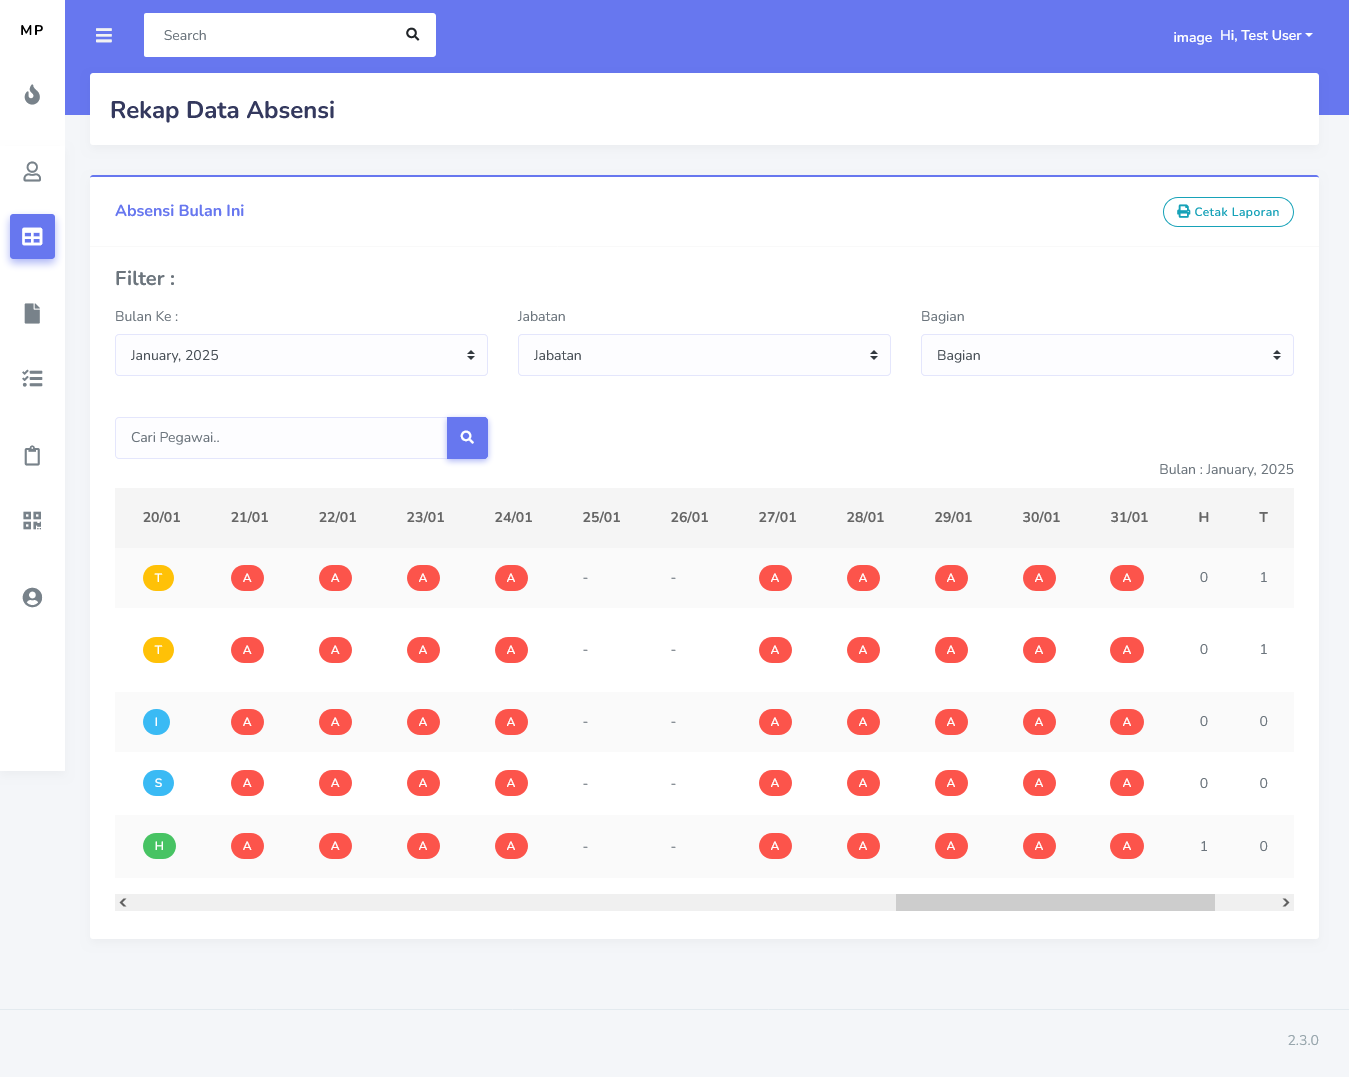 MP
Search
image Hi, Test User
Rekap Data Absensi
Absensi Bulan Ini
Cetak Laporan
Filter :
Bulan Ke : Jabatan Bagian
January, 2025 Jabatan Bagian
Cari Pegawai..
Bulan : January, 2025
20/01 21/01 22/01 23/01 24/01 25/01 26/01 27/01 28/01 29/01 30/01 31/01 H T
T A A A A - - A A A A A 0 1
T A A A A - - A A A A A 0 1
I A A A A - - A A A A A 0 0
S A A A A - - A A A A A 0 0
H A A A A - - A A A A A 1 0
2.3.0